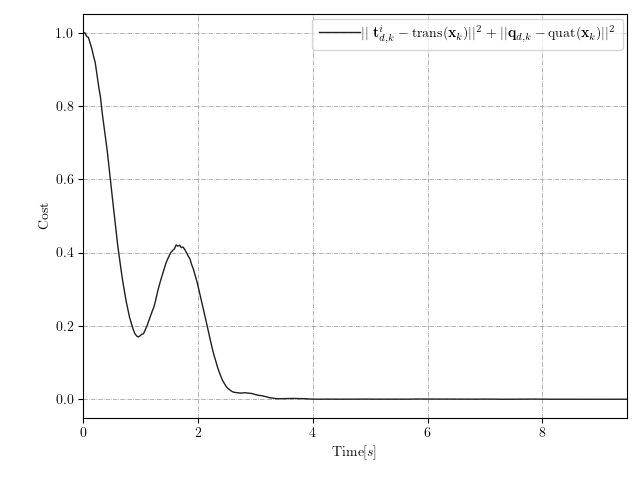 || t^i_{d,k} − trans(x_k)||^2 + ||q_{d,k} − quat(x_k)||^2
1.0
0.8
0.6
0.4
0.2
0.0
Cost
0 2 4 6 8
Time[s]